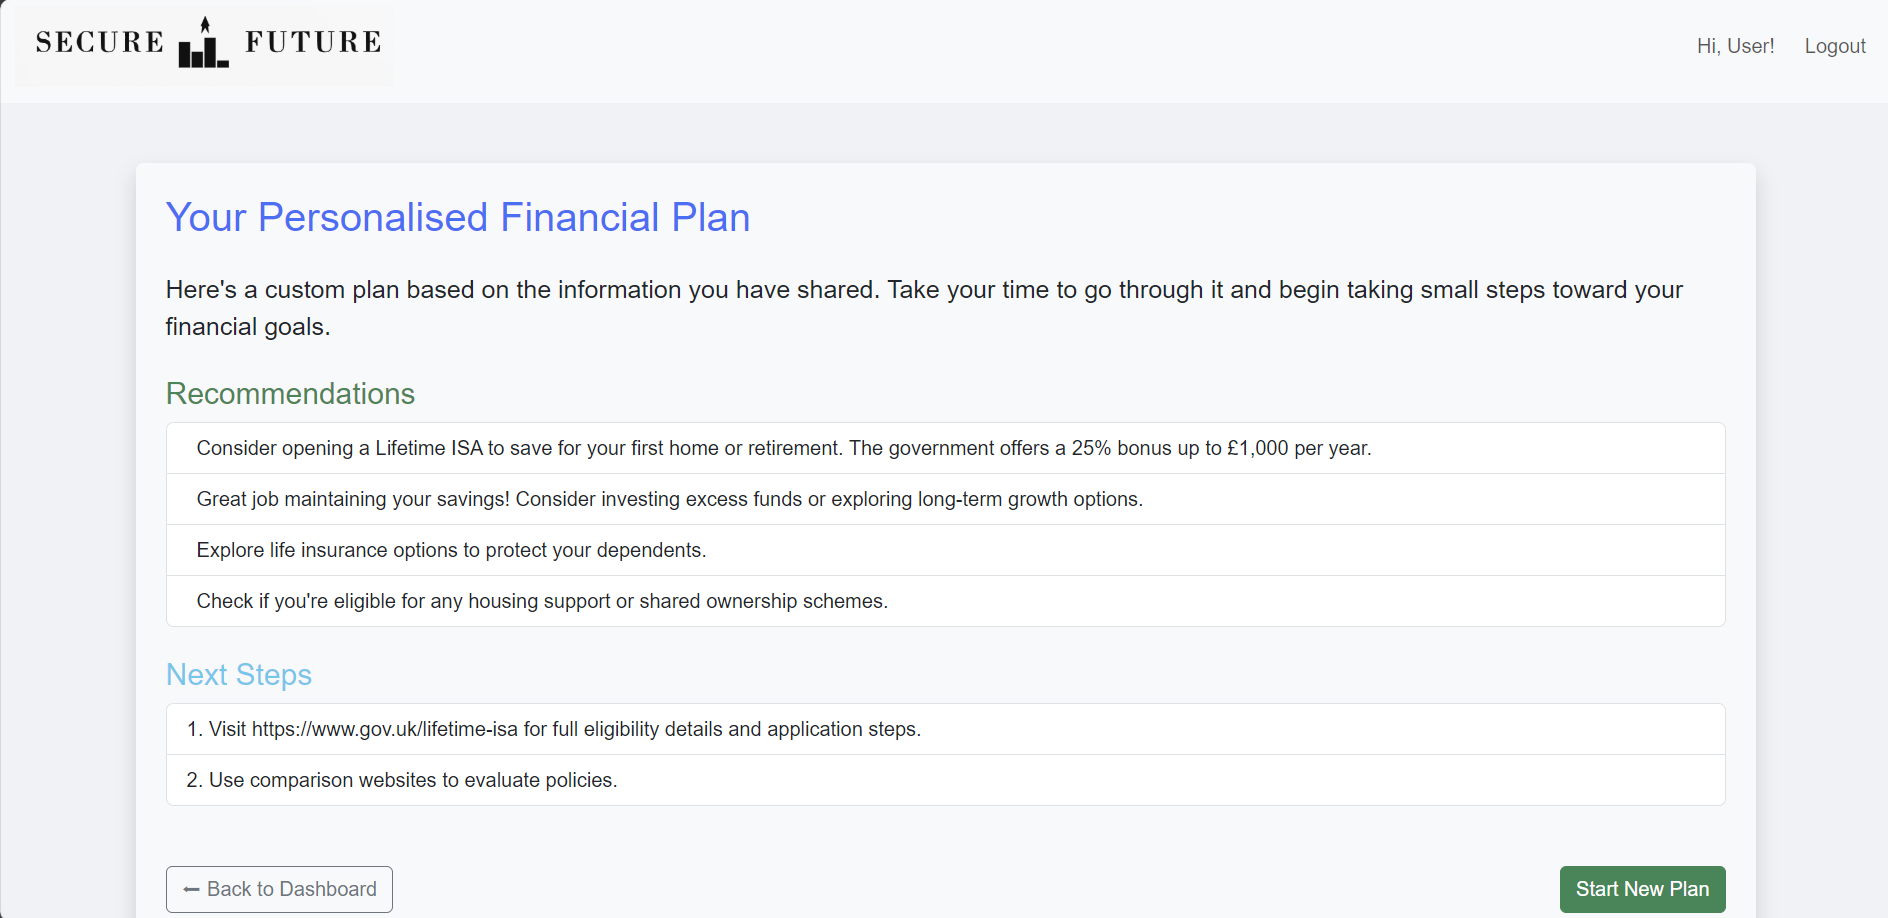 SECURE FUTURE
Hi, User!
Logout
Your Personalised Financial Plan
Here's a custom plan based on the information you have shared. Take your time to go through it and begin taking small steps toward your
financial goals.
Recommendations
Consider opening a Lifetime ISA to save for your first home or retirement. The government offers a 25% bonus up to £1,000 per year.
Great job maintaining your savings! Consider investing excess funds or exploring long-term growth options.
Explore life insurance options to protect your dependents.
Check if you're eligible for any housing support or shared ownership schemes.
Next Steps
1. Visit https://www.gov.uk/lifetime-isa for full eligibility details and application steps.
2. Use comparison websites to evaluate policies.
Back to Dashboard
Start New Plan